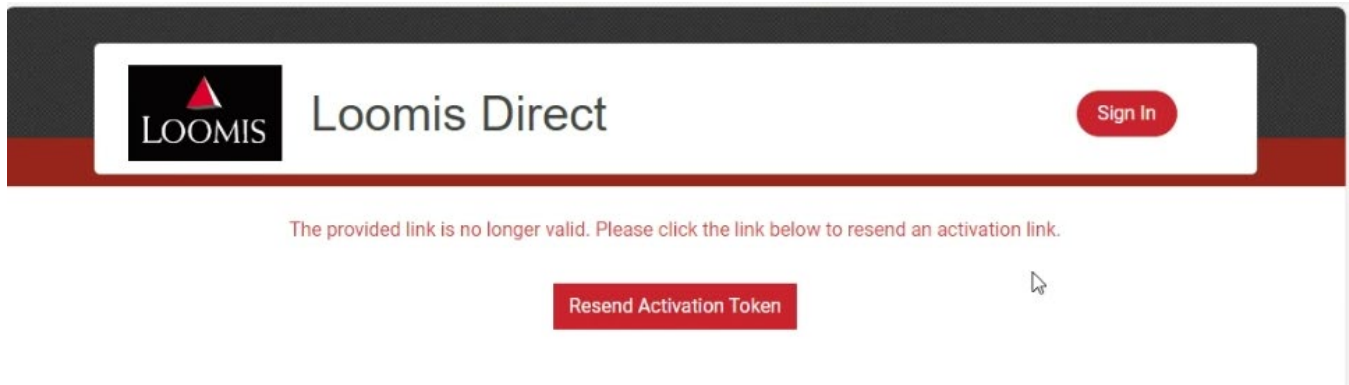 LOOMIS
Loomis Direct
Sign In
The provided link is no longer valid. Please click the link below to resend an activation link.
Resend Activation Token